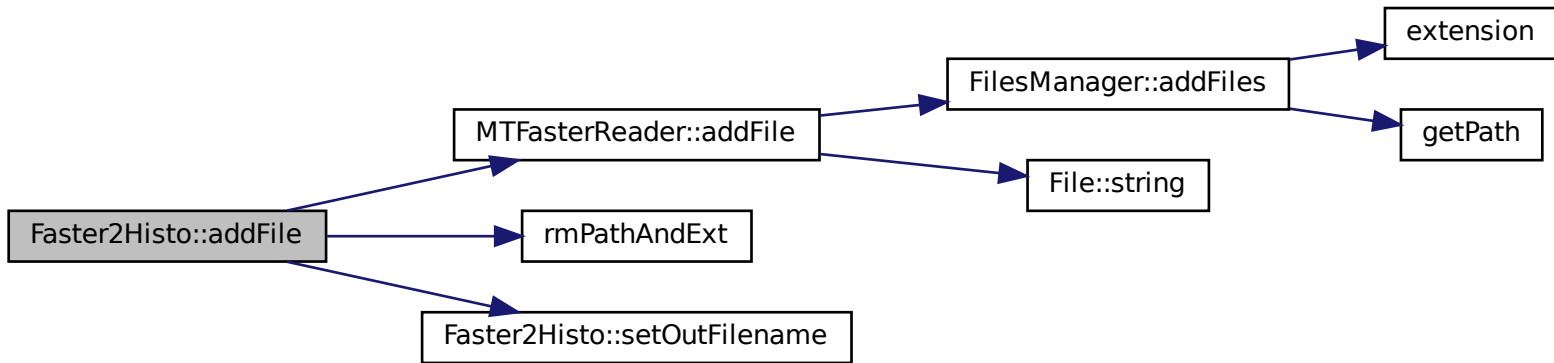 extension
FilesManager::addFiles
MTFasterReader::addFile
getPath
File::string
Faster2Histo::addFile
rmPathAndExt
Faster2Histo::setOutFilename